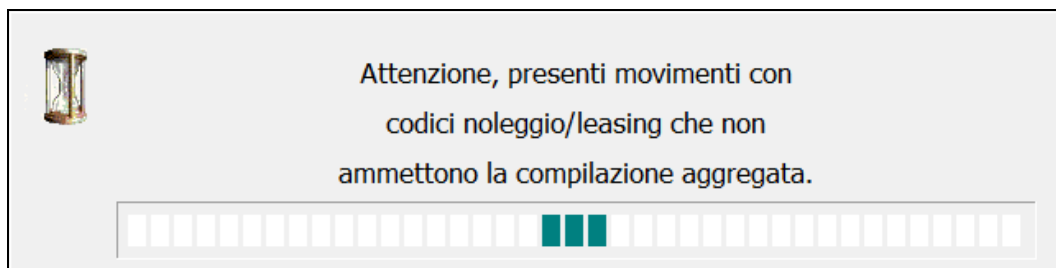 Attenzione, presenti movimenti con
codici noleggio/leasing che non
ammettono la compilazione aggregata.